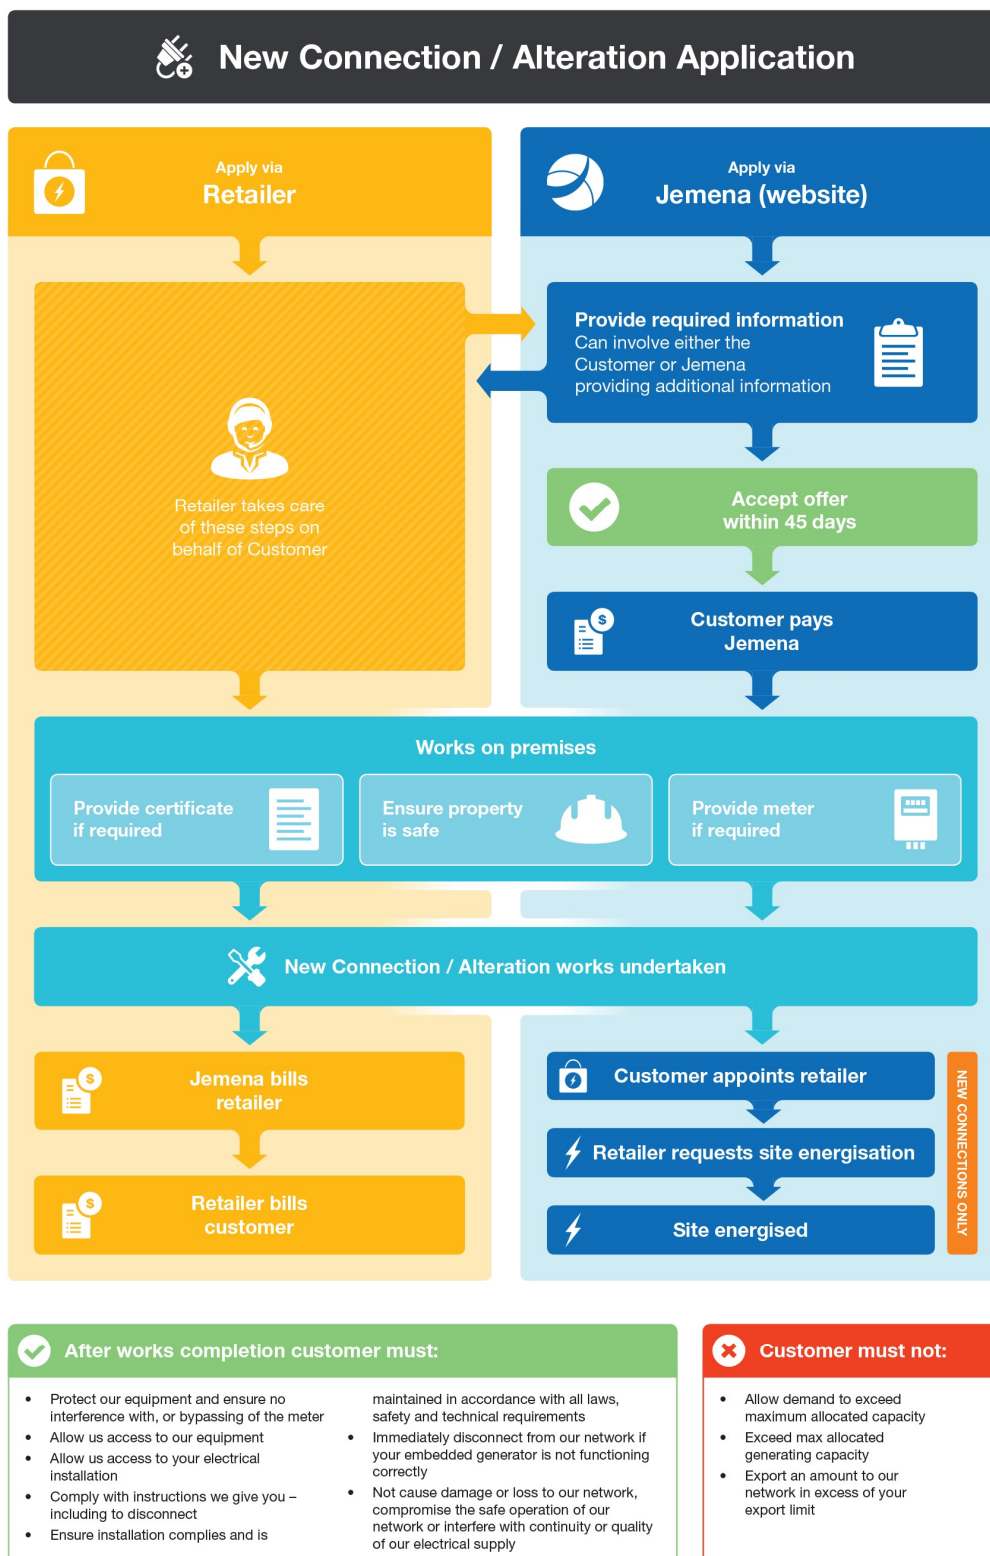 New Connection / Alteration Application
Apply via
Retailer
Apply via
Jemena (website)
Retailer takes care
of these steps on
behalf of Customer
Provide required information
Can involve either the
Customer or Jemena
providing additional information
Accept offer
within 45 days
$
Customer pays
Jemena
Works on premises
Provide certificate
if required
Ensure property
is safe
Provide meter
if required
New Connection / Alteration works undertaken
$
Jemena bills
retailer
$
Retailer bills
customer
Customer appoints retailer
Retailer requests site energisation
Site energised
NEW CONNECTIONS ONLY
After works completion customer must:
• Protect our equipment and ensure no
interference with, or bypassing of the meter
• Allow us access to our equipment
• Allow us access to your electrical
installation
• Comply with instructions we give you –
including to disconnect
• Ensure installation complies and is
maintained in accordance with all laws,
safety and technical requirements
• Immediately disconnect from our network if
your embedded generator is not functioning
correctly
• Not cause damage or loss to our network,
compromise the safe operation of our
network or interfere with continuity or quality
of our electrical supply
Customer must not:
• Allow demand to exceed
maximum allocated capacity
• Exceed max allocated
generating capacity
• Export an amount to our
network in excess of your
export limit